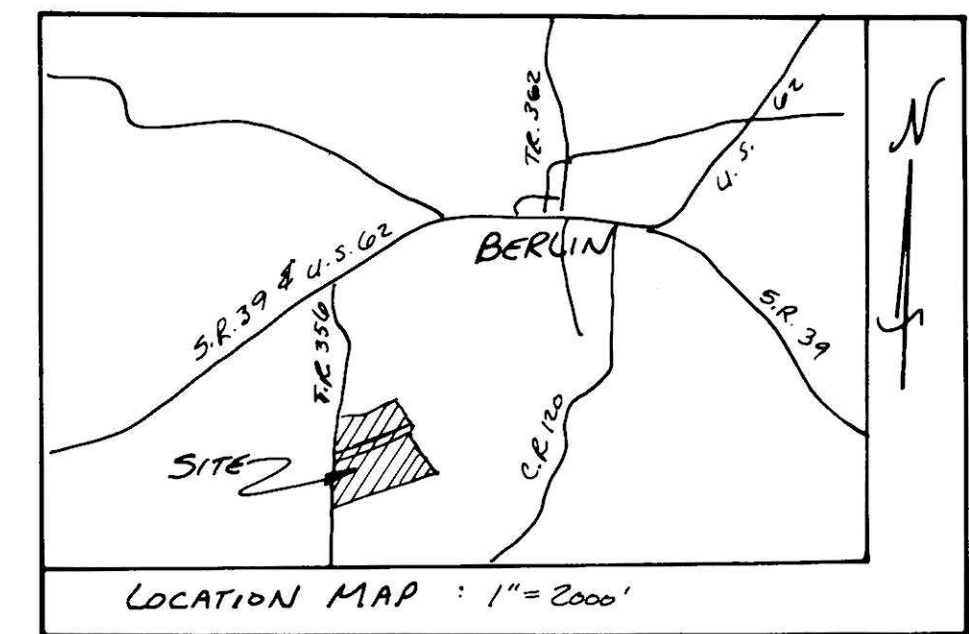 T.R. 362
U.S. 62
N
BERLIN
S.R. 39 & U.S. 62
S.R. 39
T.R. 356
C.R. 120
SITE
LOCATION MAP : 1" = 2000'